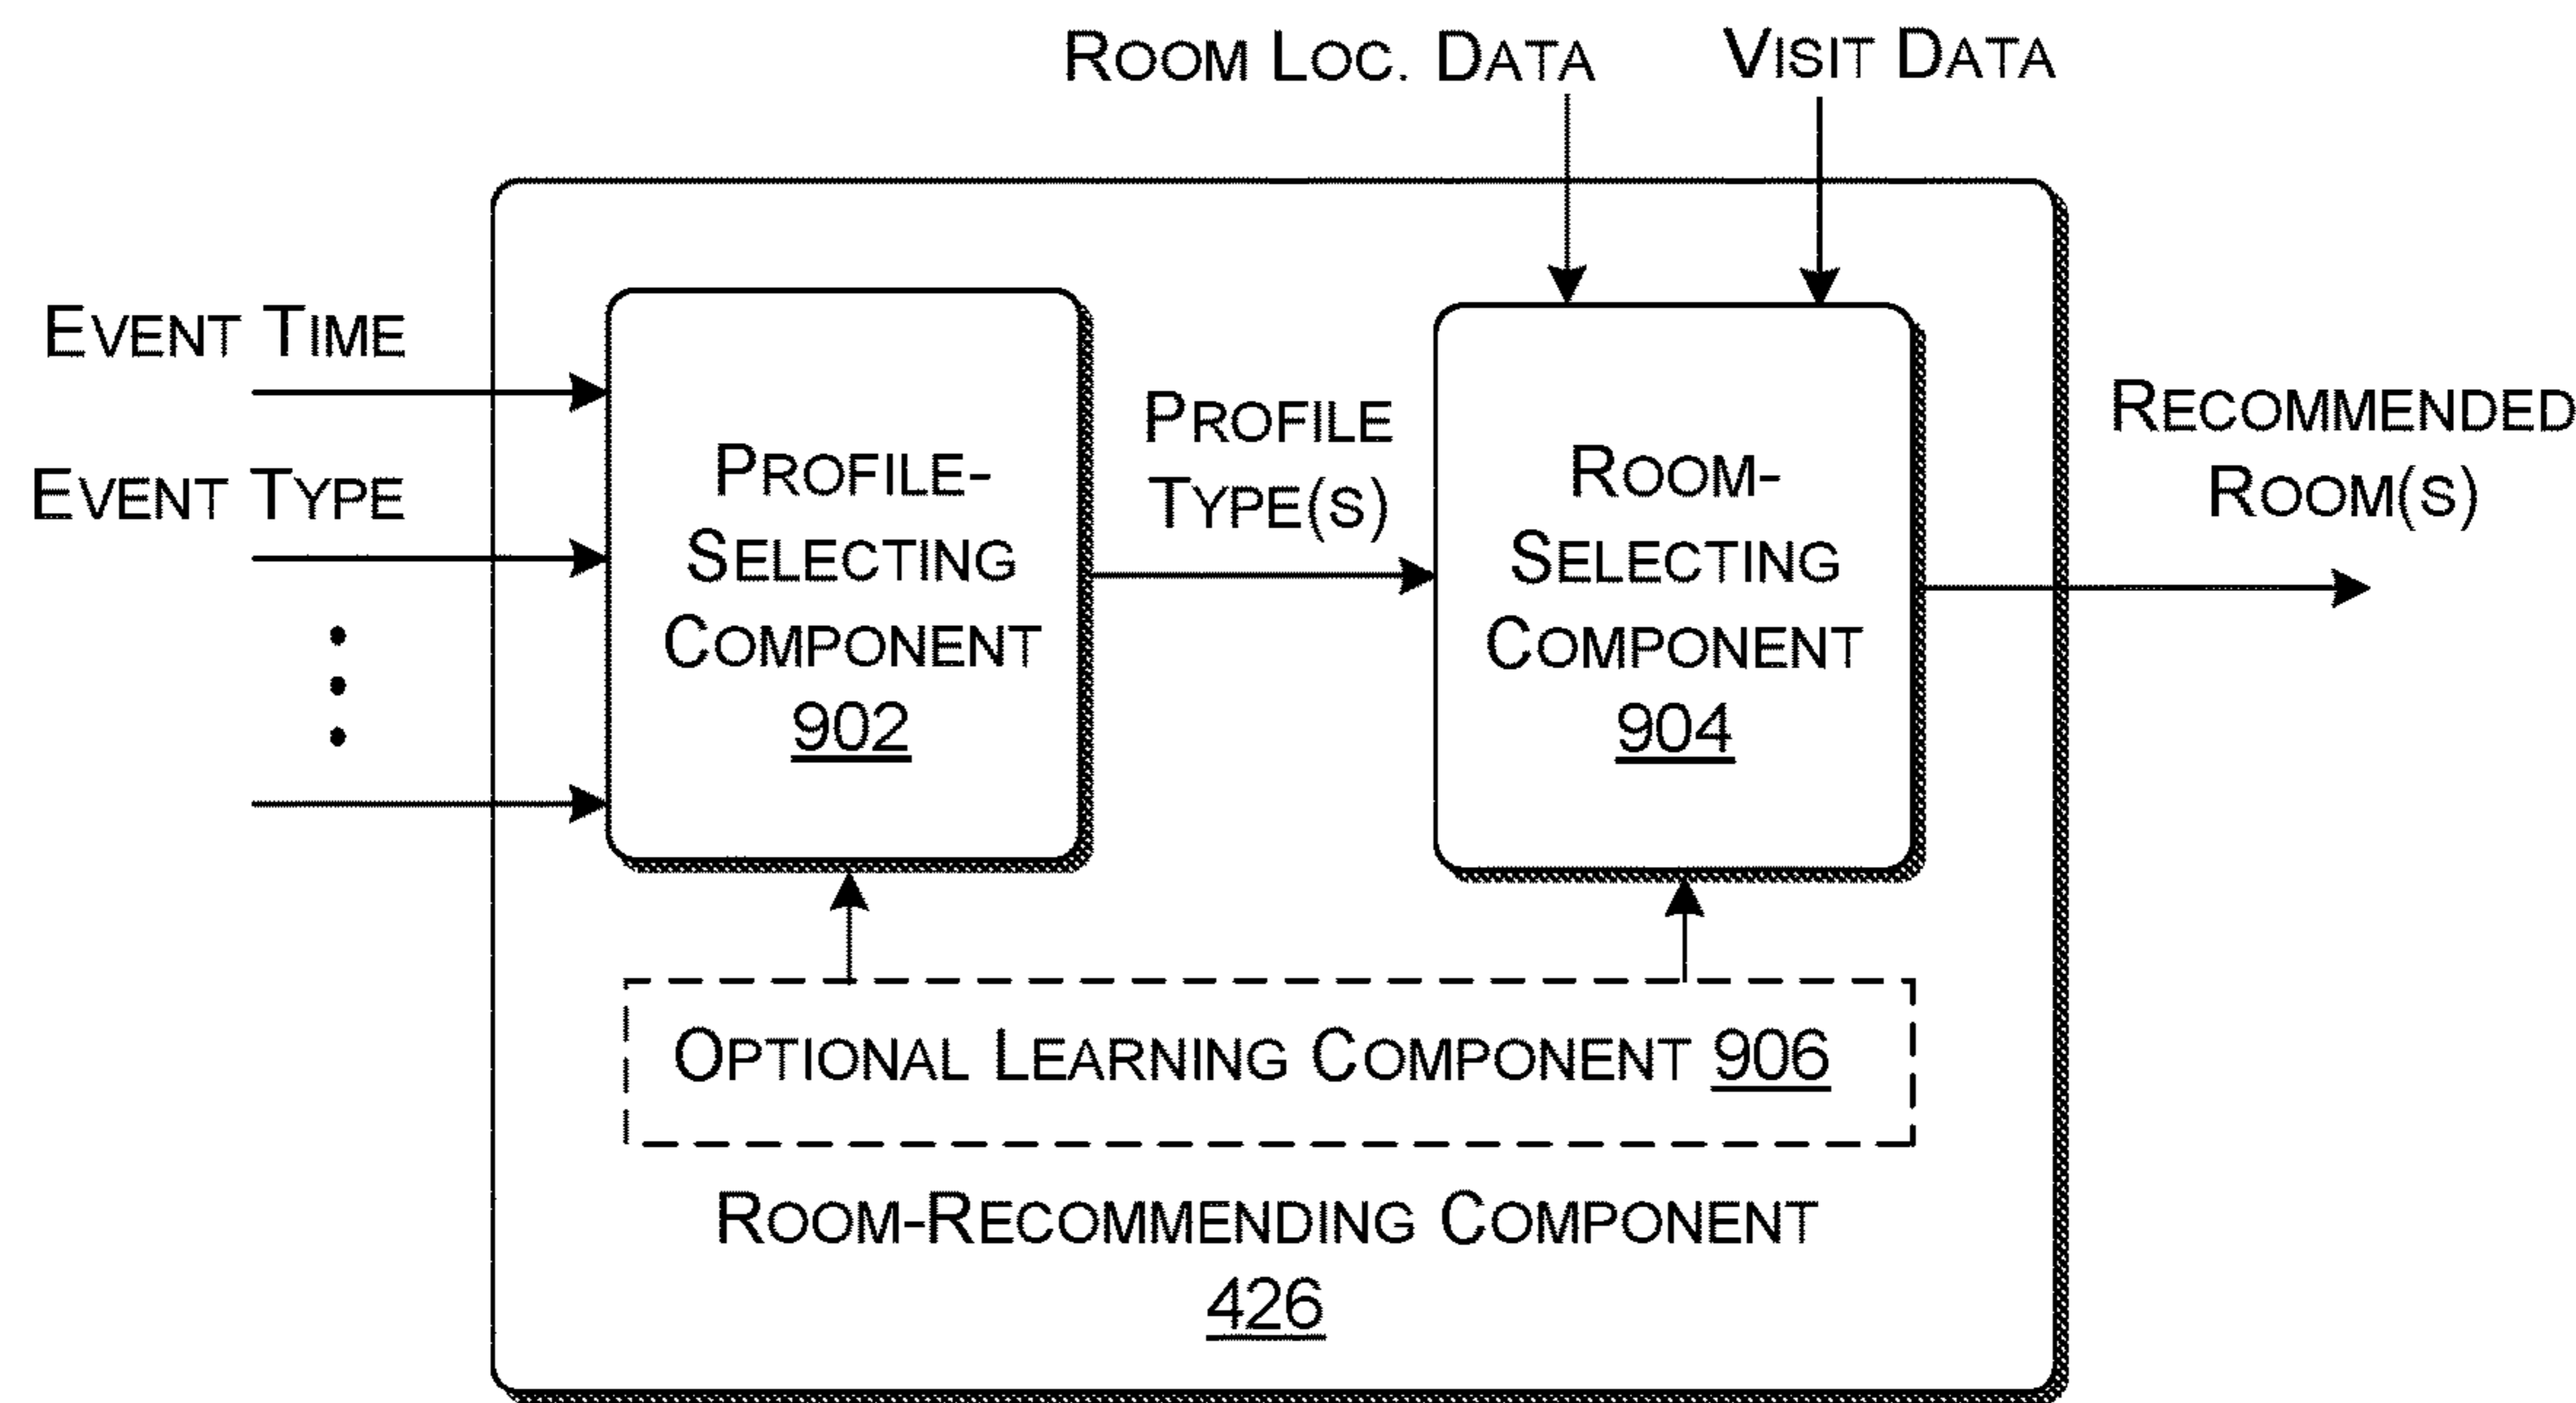 ROOM LOC. DATA
VISIT DATA
EVENT TIME
EVENT TYPE
PROFILE-
SELECTING
COMPONENT
902
PROFILE
TYPE(S)
ROOM-
SELECTING
COMPONENT
904
RECOMMENDED
ROOM(S)
OPTIONAL LEARNING COMPONENT 906
ROOM-RECOMMENDING COMPONENT
426